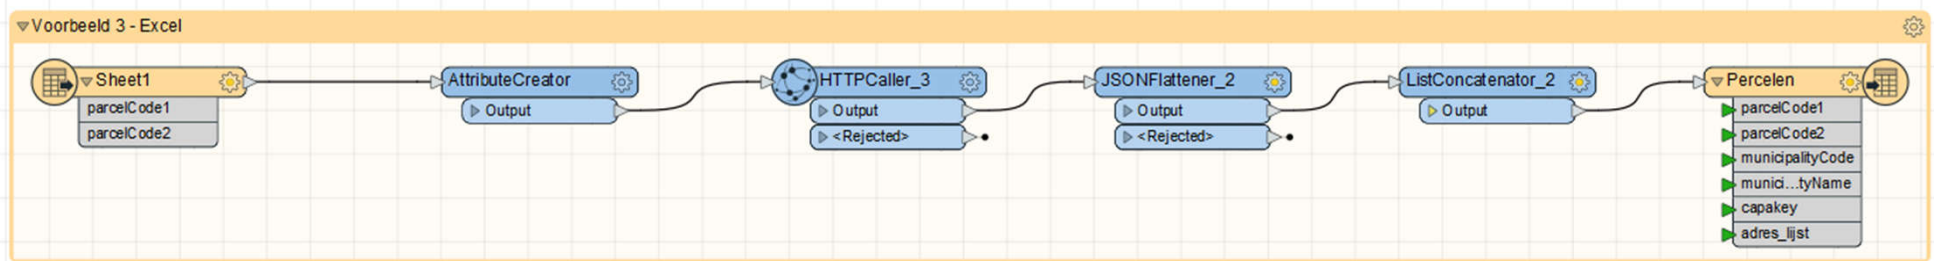 Voorbeeld 3 - Excel
Sheet1
parcelCode1
parcelCode2
AttributeCreator
Output
HTTPCaller_3
Output
<Rejected>
JSONFlattener_2
Output
<Rejected>
ListConcatenator_2
Output
Percelen
parcelCode1
parcelCode2
municipalityCode
munici...tyName
capakey
adres_lijst